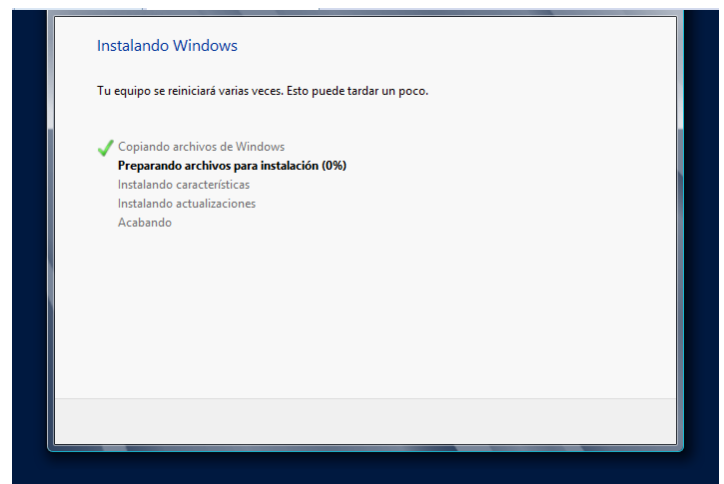 Instalando Windows
Tu equipo se reiniciará varias veces. Esto puede tardar un poco.
Copiando archivos de Windows
Preparando archivos para instalación (0%)
Instalando características
Instalando actualizaciones
Acabando